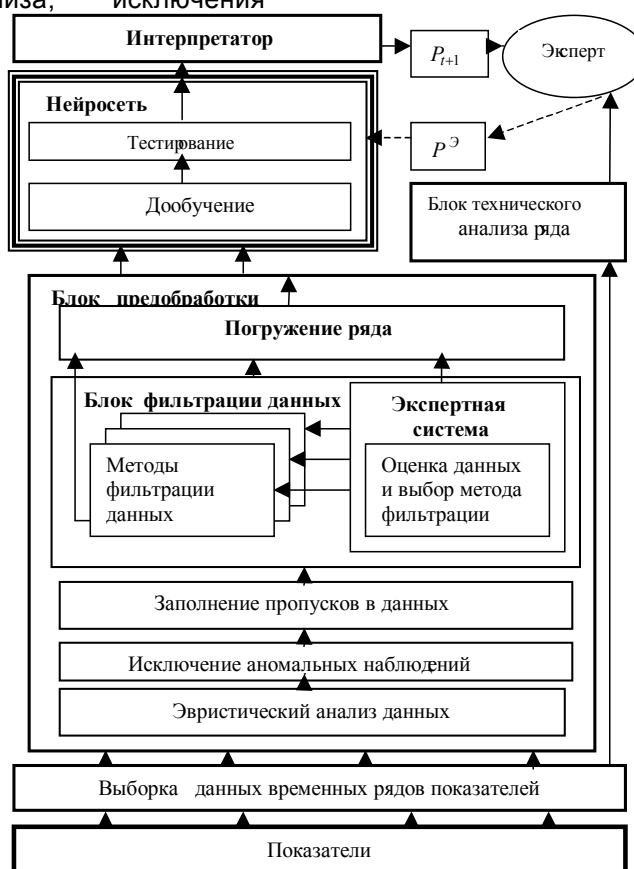 лиза, исключения
Интерпретатор
P_{t+1}
Эксперт
Нейросеть
Тестирование
P^Э
Дообучение
Блок технического
анализа ряда
Блок предобработки
Погружение ряда
Блок фильтрации данных
Экспертная
система
Методы
фильтрации
данных
Оценка данных
и выбор метода
фильтрации
Заполнение пропусков в данных
Исключение аномальных наблюдений
Эвристический анализ данных
Выборка данных временных рядов показателей
Показатели